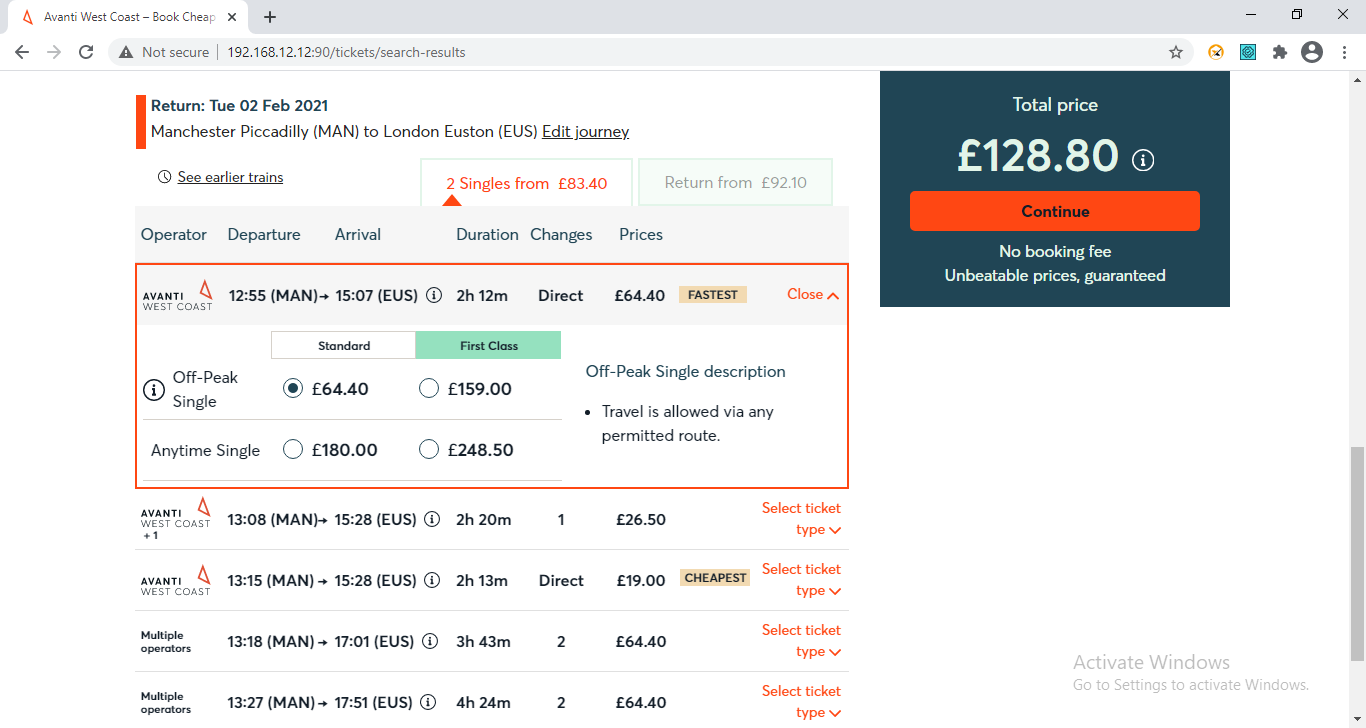 Avanti West Coast – Book Cheap
Not secure 192.168.12.12:90/tickets/search-results
Return: Tue 02 Feb 2021
Manchester Piccadilly (MAN) to London Euston (EUS) Edit journey
See earlier trains
2 Singles from £83.40
Return from £92.10
Operator Departure Arrival Duration Changes Prices
AVANTI
WEST COAST
12:55 (MAN)→ 15:07 (EUS) 2h 12m Direct £64.40 FASTEST Close
Standard First Class
Off-Peak
Single
£64.40 £159.00
Anytime Single £180.00 £248.50
Off-Peak Single description
• Travel is allowed via any
permitted route.
AVANTI
WEST COAST
+ 1
13:08 (MAN)→ 15:28 (EUS) 2h 20m 1 £26.50
Select ticket
type
AVANTI
WEST COAST
13:15 (MAN)→ 15:28 (EUS) 2h 13m Direct £19.00 CHEAPEST
Select ticket
type
Multiple
operators
13:18 (MAN)→ 17:01 (EUS) 3h 43m 2 £64.40
Select ticket
type
Multiple
operators
13:27 (MAN)→ 17:51 (EUS) 4h 24m 2 £64.40
Select ticket
type
Total price
£128.80
Continue
No booking fee
Unbeatable prices, guaranteed
Activate Windows
Go to Settings to activate Windows.